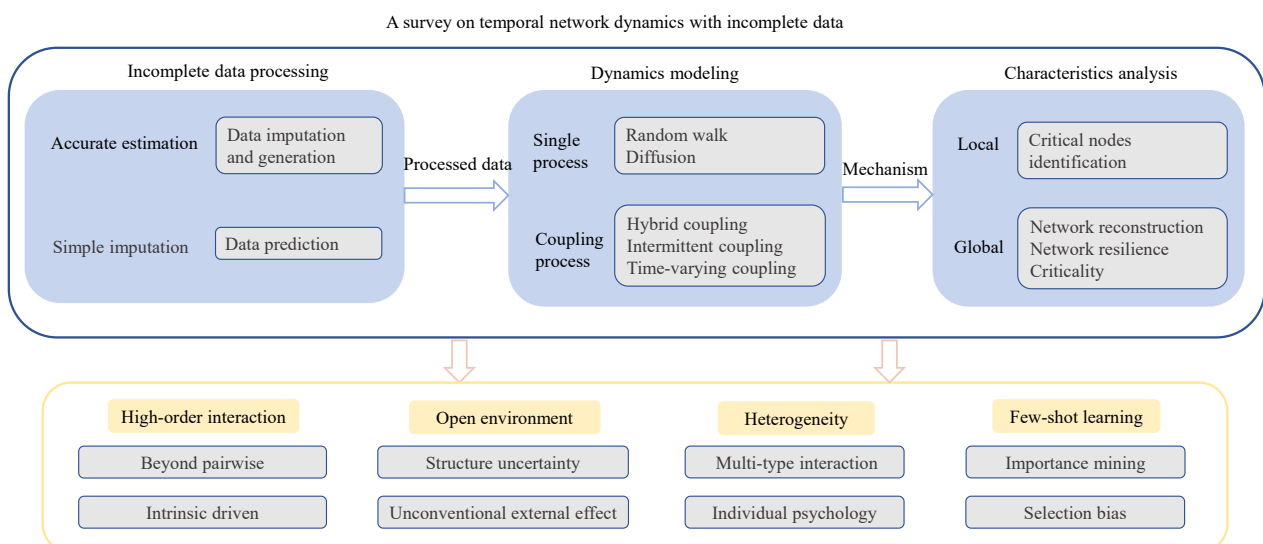 A survey on temporal network dynamics with incomplete data
Incomplete data processing
Accurate estimation
Data imputation
and generation
Simple imputation
Data prediction
Processed data
Dynamics modeling
Single
process
Random walk
Diffusion
Coupling
process
Hybrid coupling
Intermittent coupling
Time-varying coupling
Mechanism
Characteristics analysis
Local
Critical nodes
identification
Global
Network reconstruction
Network resilience
Criticality
High-order interaction
Beyond pairwise
Intrinsic driven
Open environment
Structure uncertainty
Unconventional external effect
Heterogeneity
Multi-type interaction
Individual psychology
Few-shot learning
Importance mining
Selection bias